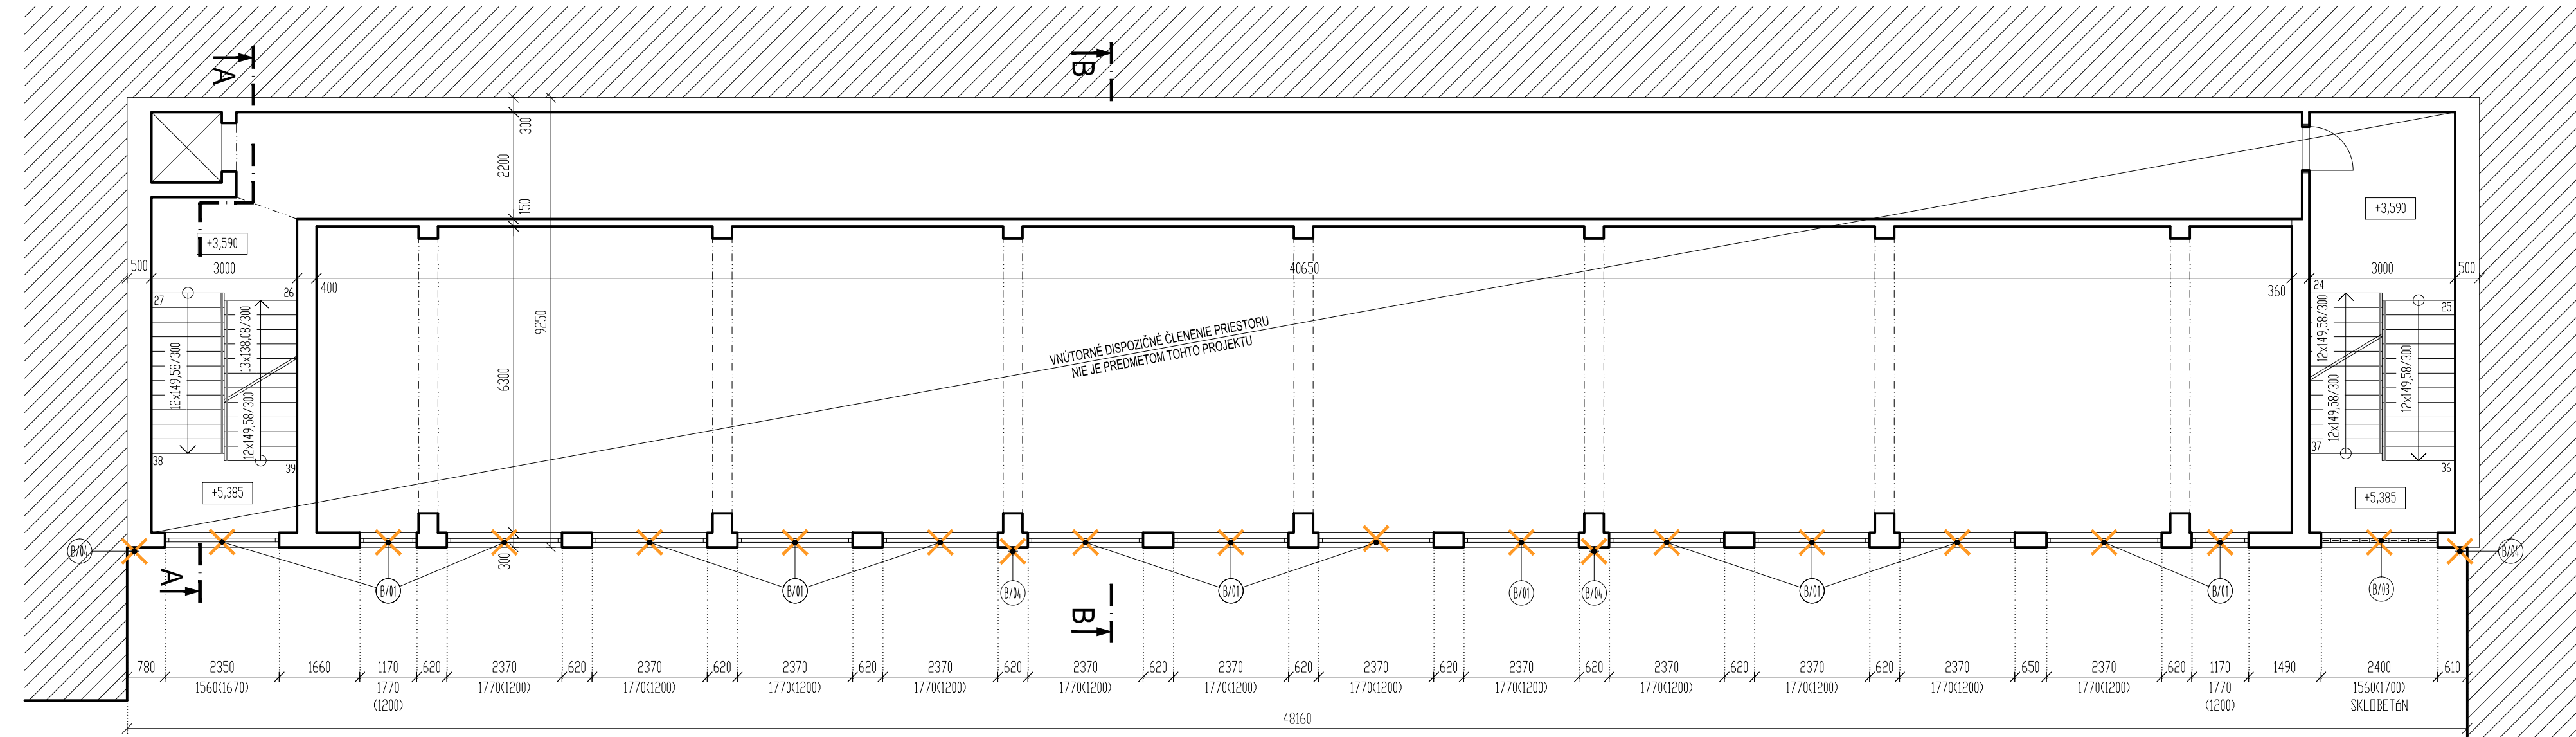 A
B
300
2200
150
+3,590
+3,590
500
3000
400
40650
360
3000
500
27
26
24
25
12x149,58/300
13x138,08/300
12x149,58/300
9250
6300
VNÚTORNÉ DISPOZIČNÉ ČLENENIE PRIESTORU
NIE JE PREDMETOM TOHTO PROJEKTU
12x149,58/300
12x149,58/300
12x149,58/300
38
39
37
36
+5,385
+5,385
300
B/04
B/04
A
B/01
B/01
B/04
B/01
B/01
B/04
B/01
B/01
B/03
B
780 2350 1660 1170 620 2370 620 2370 620 2370 620 2370 620 2370 620 2370 620 2370 620 2370 620 2370 620 2370 620 2370 650 2370 620 1170 1490 2400 610
1560(1670) 1770 1770(1200) 1770(1200) 1770(1200) 1770(1200) 1770(1200) 1770(1200) 1770(1200) 1770(1200) 1770(1200) 1770(1200) 1770(1200) 1770(1200) 1770 1560(1700)
(1200) (1200) SKLOBETóN
48160